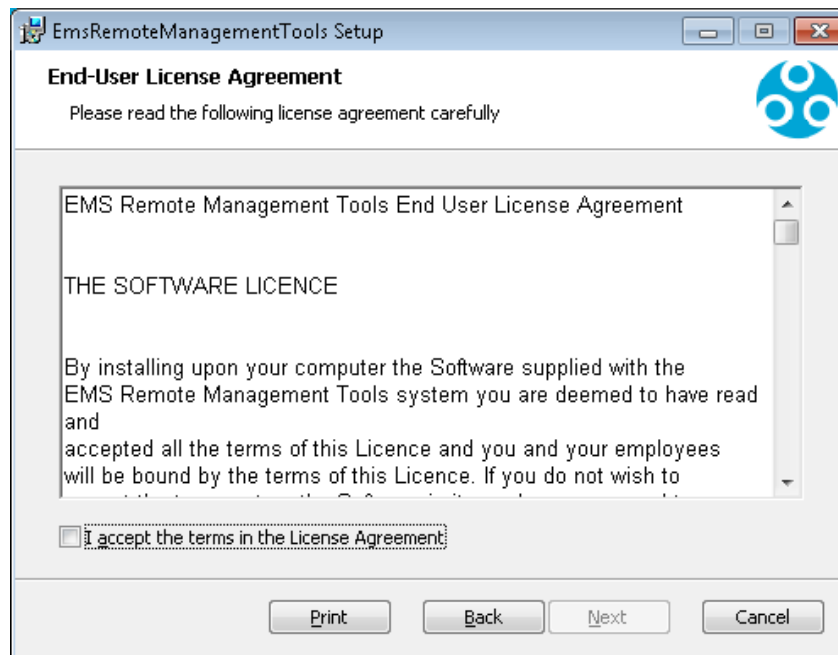 EmsRemoteManagementTools Setup
End-User License Agreement
Please read the following license agreement carefully
EMS Remote Management Tools End User License Agreement
THE SOFTWARE LICENCE
By installing upon your computer the Software supplied with the
EMS Remote Management Tools system you are deemed to have read
and
accepted all the terms of this Licence and you and your employees
will be bound by the terms of this Licence. If you do not wish to
I accept the terms in the License Agreement
Print Back Next Cancel